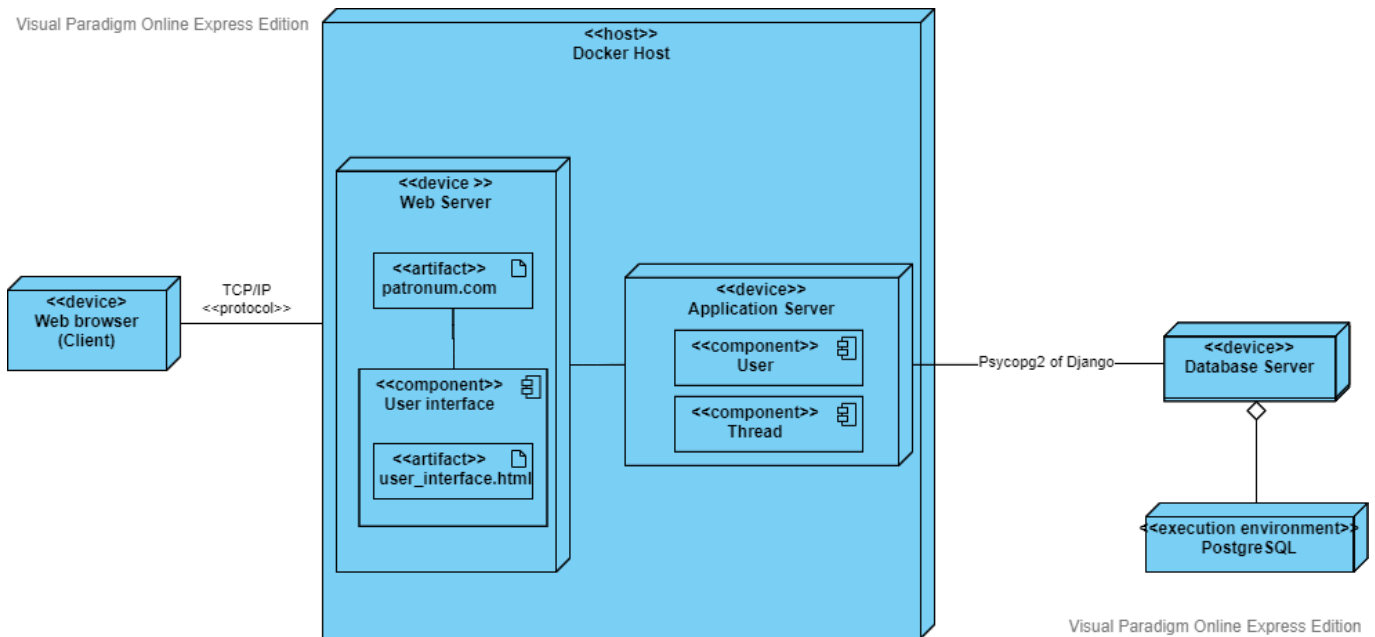 Visual Paradigm Online Express Edition
<<host>>
Docker Host
<<device >>
Web Server
<<artifact>>
patronum.com
<<component>>
User interface
<<artifact>>
user_interface.html
<<device>
Web browser
(Client)
TCP/IP
<<protocol>>
<<device>>
Application Server
<<component>>
User
<<component>>
Thread
Psycopg2 of Django
<<device>>
Database Server
<<execution environment>>
PostgreSQL
Visual Paradigm Online Express Edition